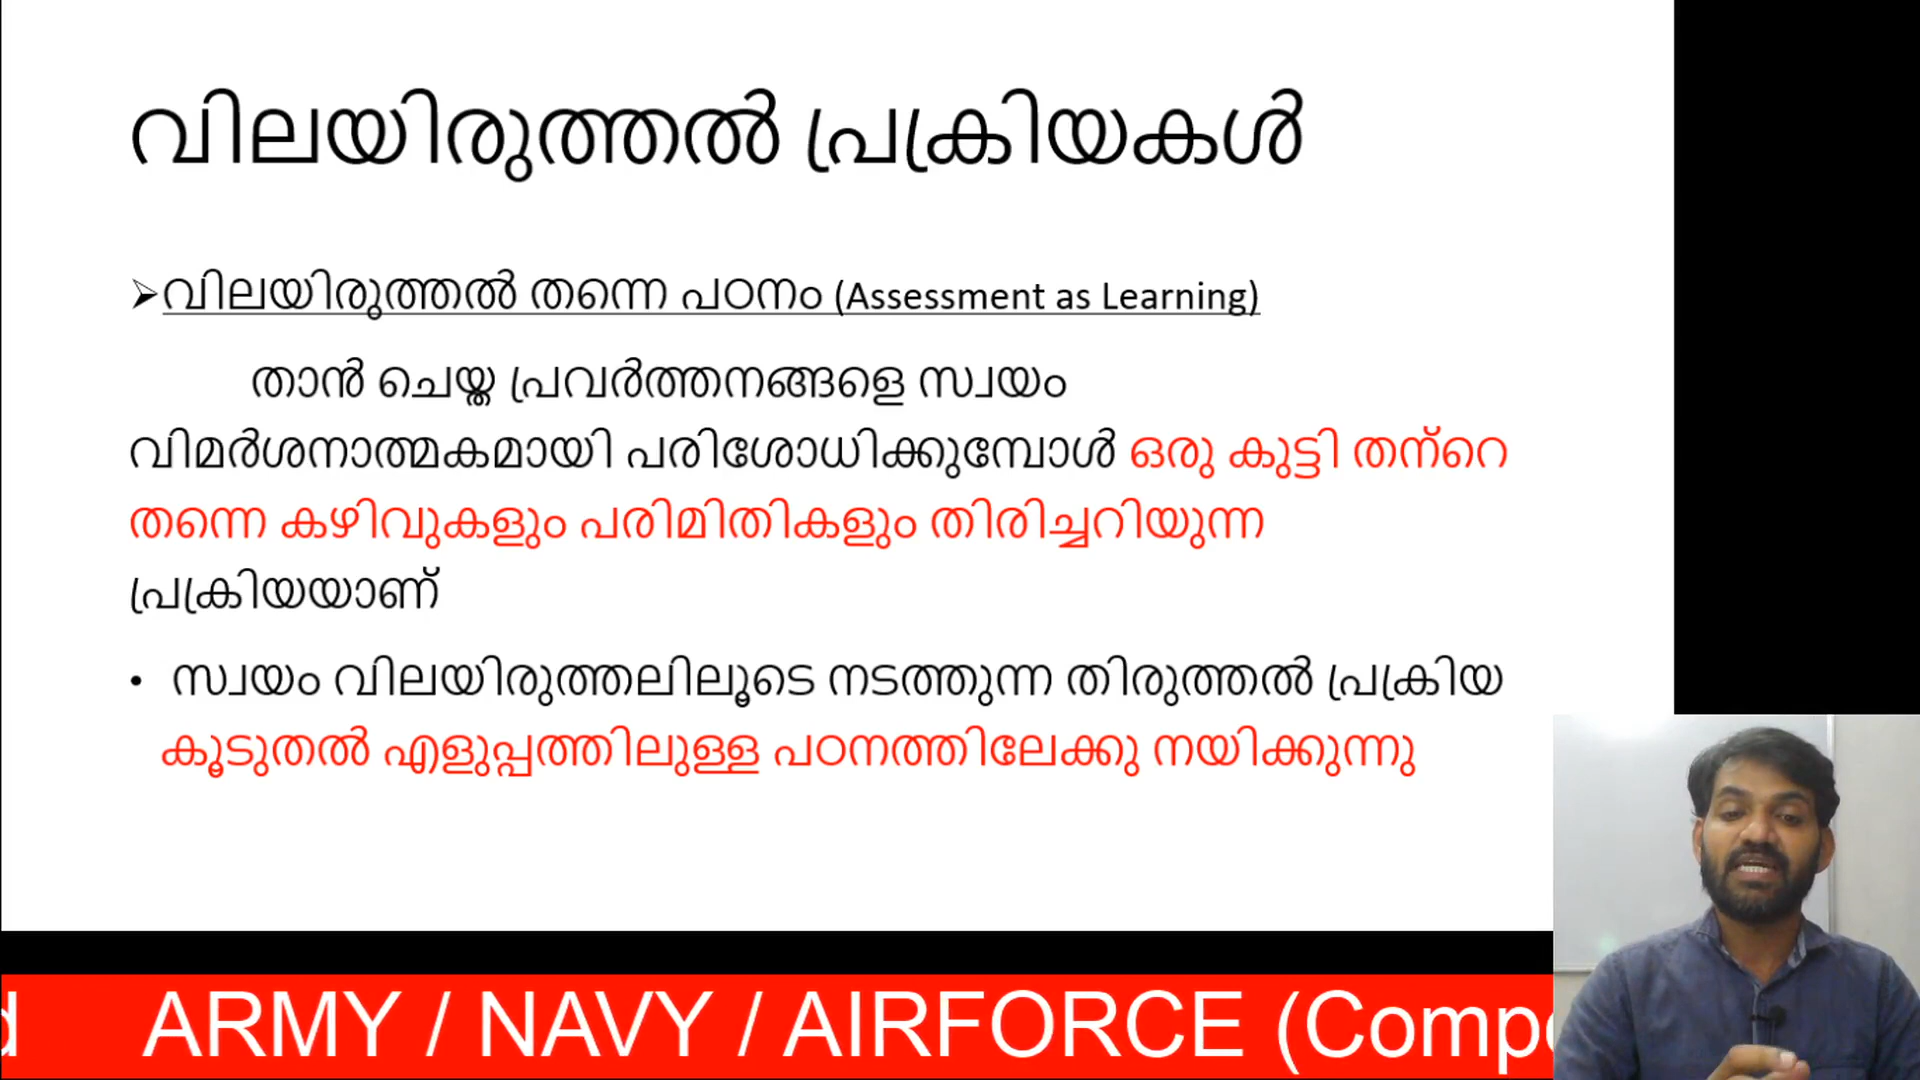 വിലയിരുത്തൽ പ്രക്രിയകൾ
➢വിലയിരുത്തൽ തന്നെ പഠനം (Assessment as Learning)
താൻ ചെയ്ത പ്രവർത്തനങ്ങളെ സ്വയം
വിമർശനാത്മകമായി പരിശോധിക്കുമ്പോൾ ഒരു കുട്ടി തന്റെ
തന്നെ കഴിവുകളും പരിമിതികളും തിരിച്ചറിയുന്ന
പ്രക്രിയയാണ്
• സ്വയം വിലയിരുത്തലിലൂടെ നടത്തുന്ന തിരുത്തൽ പ്രക്രിയ
കൂടുതൽ എളുപ്പത്തിലുള്ള പഠനത്തിലേക്കു നയിക്കുന്നു
ARMY / NAVY / AIRFORCE